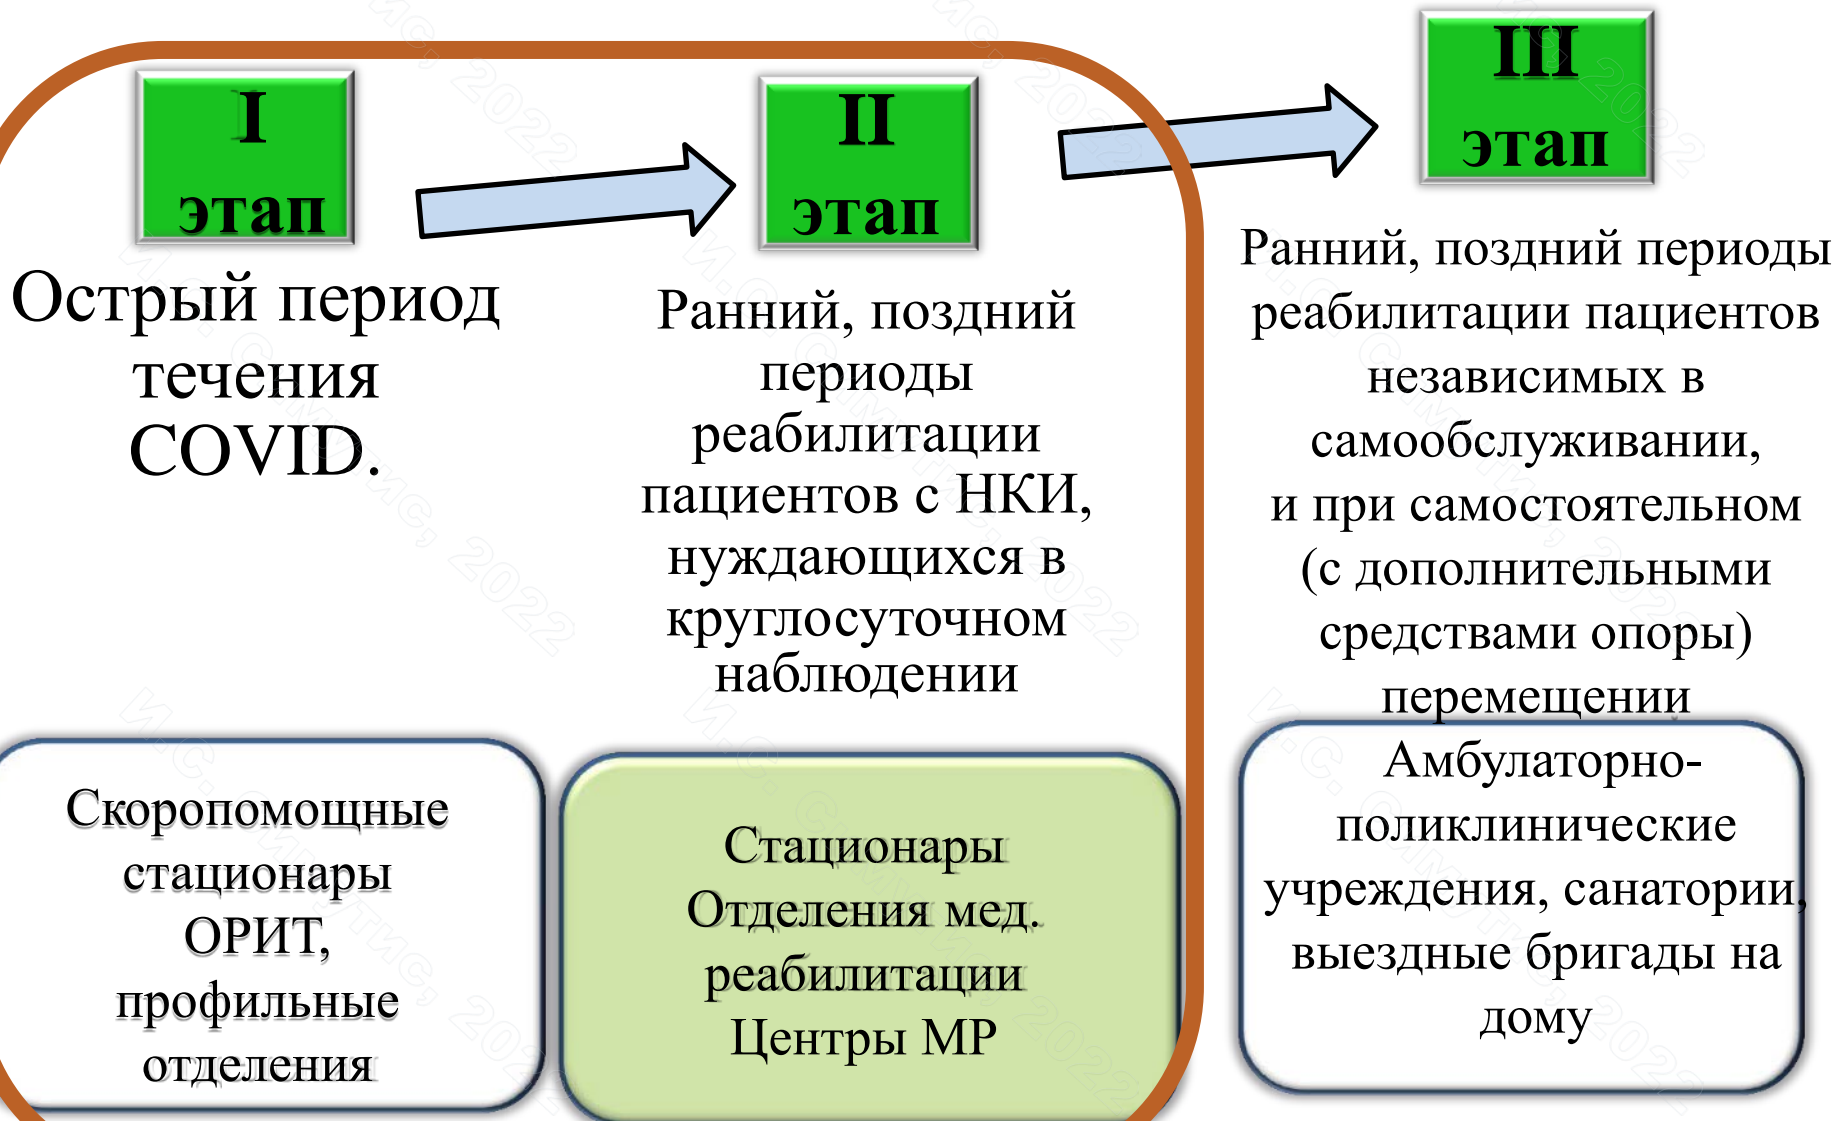 I
этап
Острый период
течения
COVID.
Скоропомощные
стационары
ОРИТ,
профильные
отделения
II
этап
Ранний, поздний
периоды
реабилитации
пациентов с НКИ,
нуждающихся в
круглосуточном
наблюдении
Стационары
Отделения мед.
реабилитации
Центры МР
III
этап
Ранний, поздний периоды
реабилитации пациентов
независимых в
самообслуживании,
и при самостоятельном
(с дополнительными
средствами опоры)
перемещении
Амбулаторно-
поликлинические
учреждения, санатории,
выездные бригады на
дому
И.С. Симутис, 2022